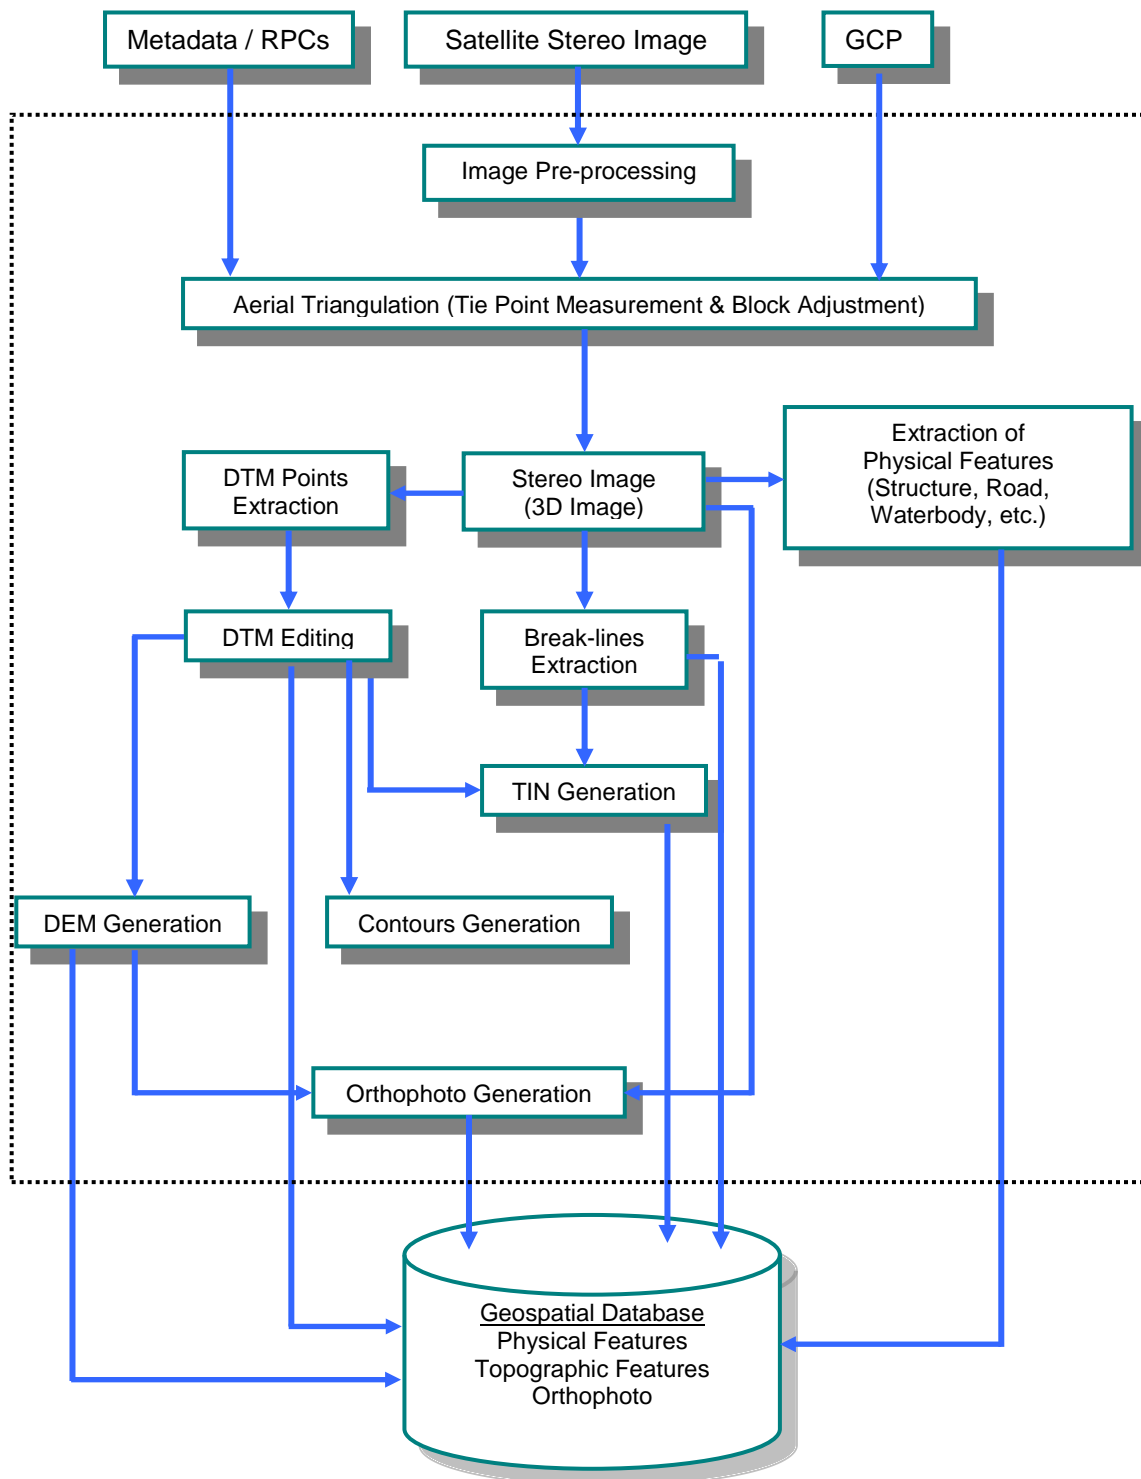 Metadata / RPCs
Satellite Stereo Image
GCP
Image Pre-processing
Aerial Triangulation (Tie Point Measurement & Block Adjustment)
DTM Points
Extraction
Stereo Image
(3D Image)
Extraction of
Physical Features
(Structure, Road,
Waterbody, etc.)
DTM Editing
Break-lines
Extraction
TIN Generation
DEM Generation
Contours Generation
Orthophoto Generation
Geospatial Database
Physical Features
Topographic Features
Orthophoto